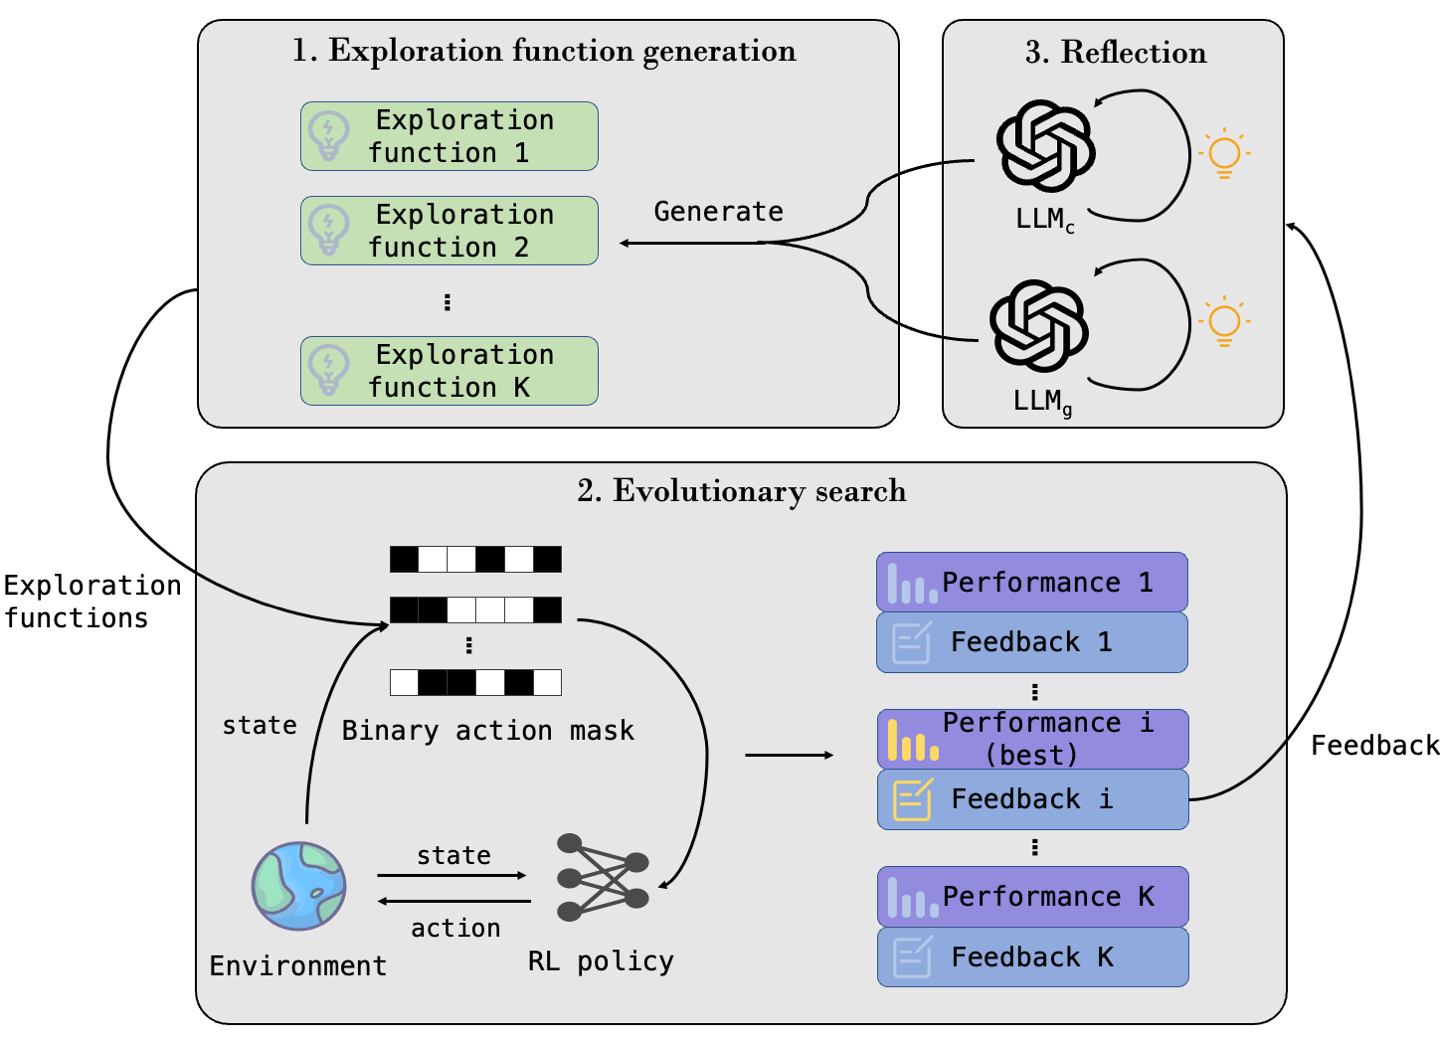 1. Exploration function generation
Exploration
function 1
Exploration
function 2
Exploration
function K
Generate
3. Reflection
LLMc
LLMg
2. Evolutionary search
Exploration
functions
state
Binary action mask
state
action
Environment
RL policy
Performance 1
Feedback 1
Performance i
(best)
Feedback i
Performance K
Feedback K
Feedback